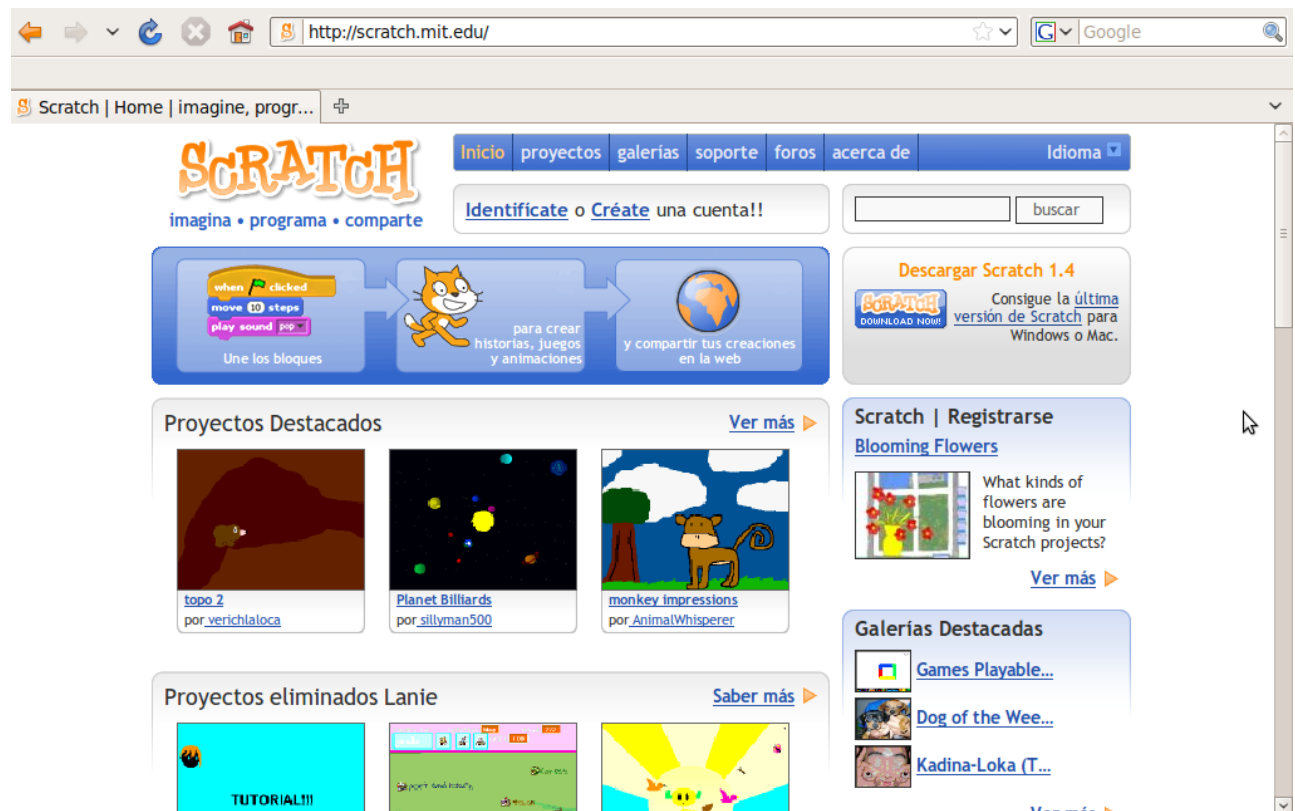 http://scratch.mit.edu/
Google
Scratch | Home | imagine, progr...
SCRATCH
imagina • programa • comparte
Inicio proyectos galerías soporte foros acerca de Idioma
Identifícate o Créate una cuenta!!
buscar
when clicked
move 10 steps
play sound pop
Une los bloques
para crear
historias, juegos
y animaciones
y compartir tus creaciones
en la web
Descargar Scratch 1.4
SCRATCH
DOWNLOAD NOW!
Consigue la última
versión de Scratch para
Windows o Mac.
Proyectos Destacados Ver más
topo 2
por verichlaloca
Planet Billiards
por sillyman500
monkey impressions
por AnimalWhisperer
Scratch | Registrarse
Blooming Flowers
What kinds of
flowers are
blooming in your
Scratch projects?
Ver más
Galerías Destacadas
Games Playable...
Dog of the Wee...
Kadina-Loka (T...
Ver más
Proyectos eliminados Lanie Saber más
TUTORIAL!!!